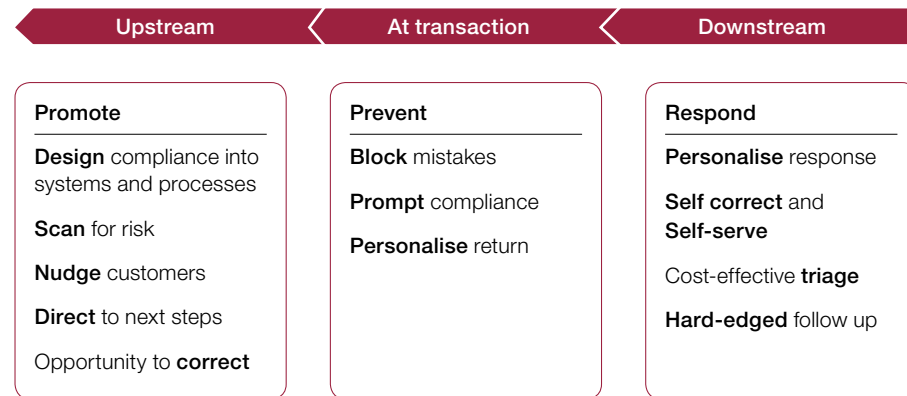 Upstream
At transaction
Downstream
Promote
Design compliance into
systems and processes
Scan for risk
Nudge customers
Direct to next steps
Opportunity to correct
Prevent
Block mistakes
Prompt compliance
Personalise return
Respond
Personalise response
Self correct and
Self-serve
Cost-effective triage
Hard-edged follow up